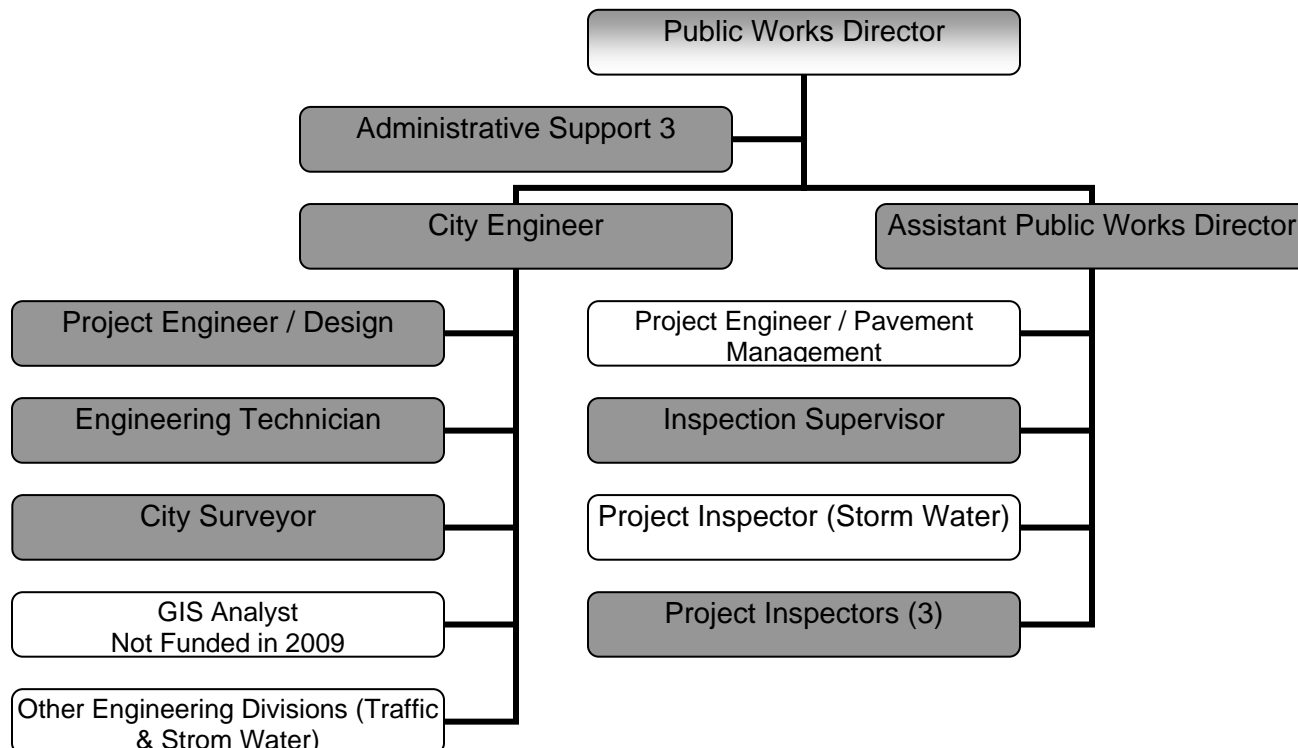 Public Works Director
Administrative Support 3
City Engineer
Assistant Public Works Director
Project Engineer / Design
Project Engineer / Pavement
Management
Engineering Technician
Inspection Supervisor
City Surveyor
Project Inspector (Storm Water)
GIS Analyst
Not Funded in 2009
Project Inspectors (3)
Other Engineering Divisions (Traffic
& Strom Water)